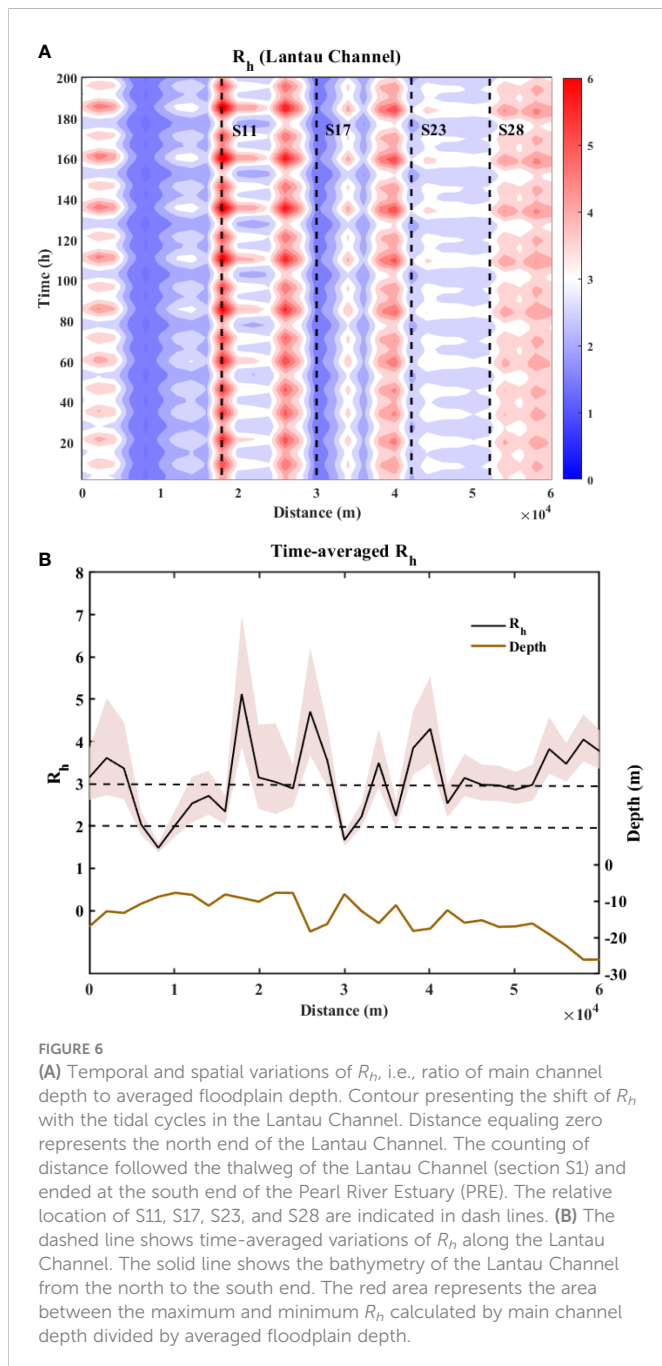 A
R_h (Lantau Channel)
200
180
160
140
120
100
80
60
40
20
Time (h)
S11
S17
S23
S28
6
5
4
3
2
1
0
0
1
2
3
4
5
6
Distance (m)
×10^4
B
Time-averaged R_h
8
7
6
5
4
3
2
1
0
R_h
R_h
Depth
Depth (m)
0
-10
-20
-30
0
1
2
3
4
5
6
Distance (m)
×10^4
FIGURE 6
(A) Temporal and spatial variations of R_h, i.e., ratio of main channel
depth to averaged floodplain depth. Contour presenting the shift of R_h
with the tidal cycles in the Lantau Channel. Distance equaling zero
represents the north end of the Lantau Channel. The counting of
distance followed the thalweg of the Lantau Channel (section S1) and
ended at the south end of the Pearl River Estuary (PRE). The relative
location of S11, S17, S23, and S28 are indicated in dash lines. (B) The
dashed line shows time-averaged variations of R_h along the Lantau
Channel. The solid line shows the bathymetry of the Lantau Channel
from the north to the south end. The red area represents the area
between the maximum and minimum R_h calculated by main channel
depth divided by averaged floodplain depth.